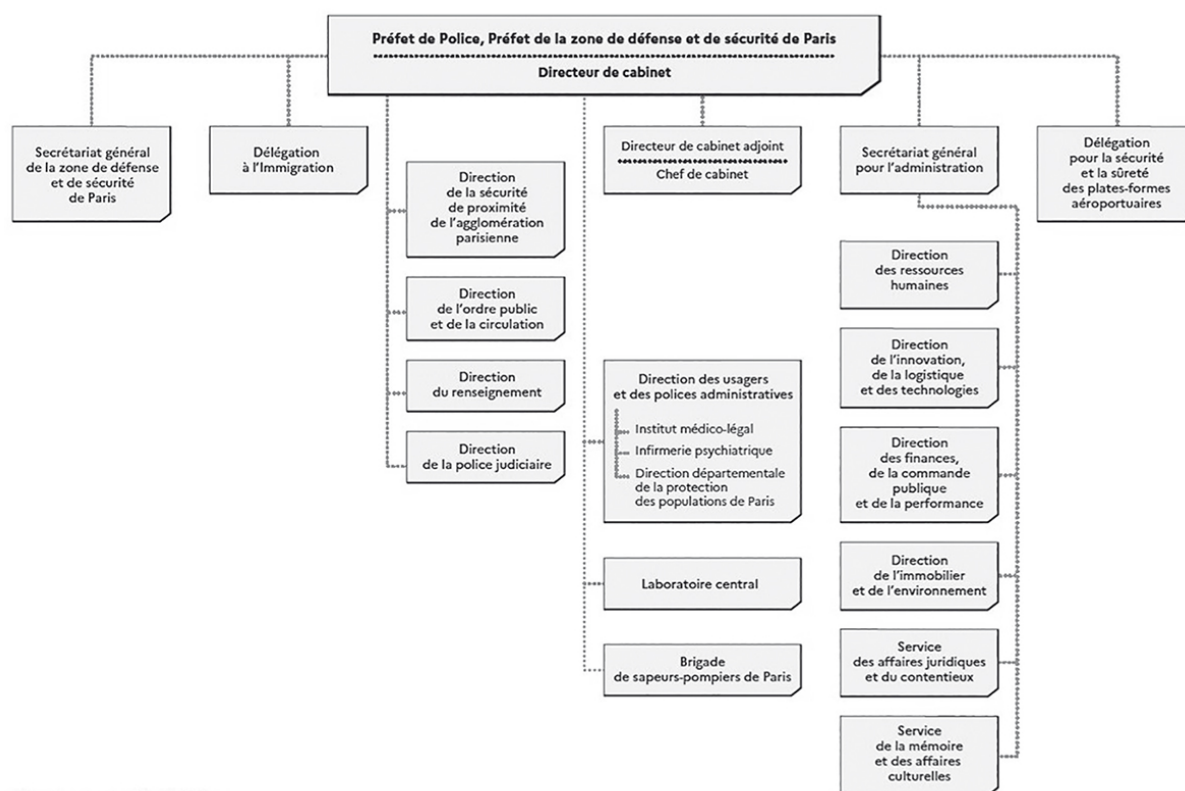 Préfet de Police, Préfet de la zone de défense et de sécurité de Paris
Directeur de cabinet
Secrétariat général
de la zone de défense
et de sécurité
de Paris
Délégation
à l'Immigration
Direction
de la sécurité
de proximité
de l'agglomération
parisienne
Direction
de l'ordre public
et de la circulation
Direction
du renseignement
Direction
de la police judiciaire
Directeur de cabinet adjoint
Chef de cabinet
Direction des usagers
et des polices administratives
Institut médico-légal
Infirmerie psychiatrique
Direction départementale
de la protection
des populations de Paris
Laboratoire central
Brigade
de sapeurs-pompiers de Paris
Secrétariat général
pour l'administration
Direction
des ressources
humaines
Direction
de l'innovation,
de la logistique
et des technologies
Direction
des finances,
de la commande
publique
et de la performance
Direction
de l'immobilier
et de l'environnement
Service
des affaires juridiques
et du contentieux
Service
de la mémoire
et des affaires
culturelles
Délégation
pour la sécurité
et la sûreté
des plates-formes
aéroportuaires